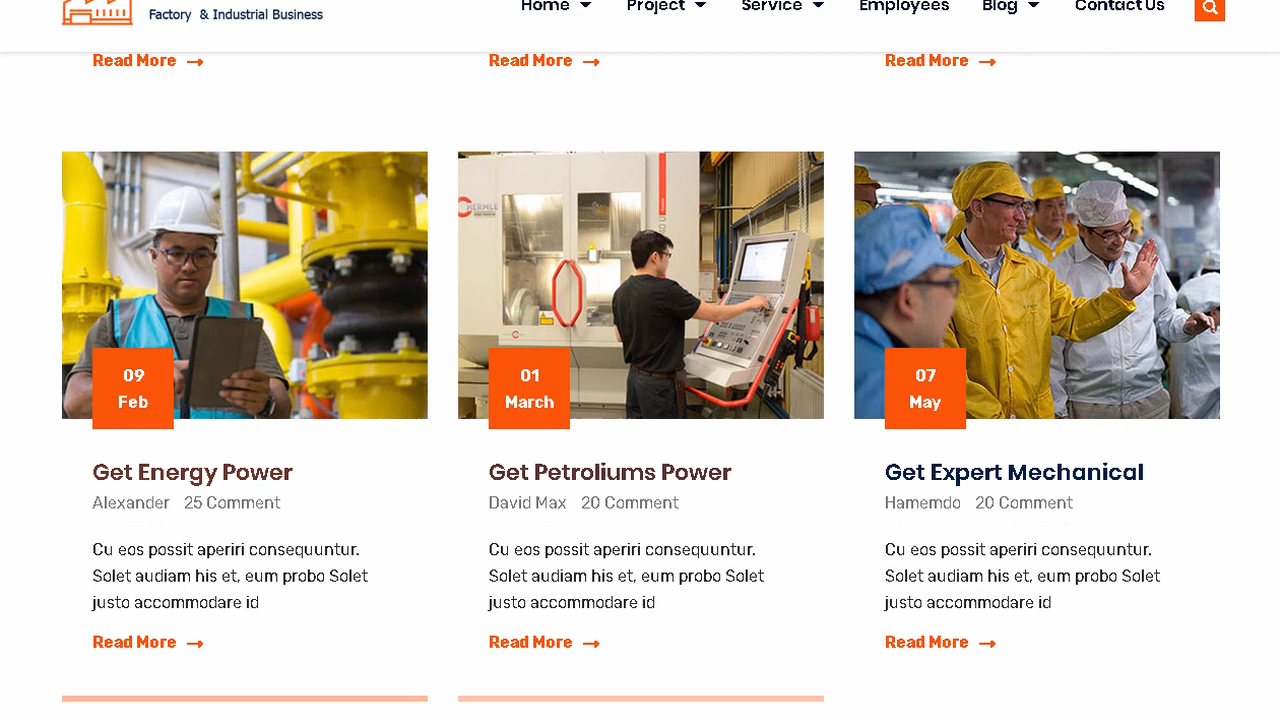 Factory & Industrial Business
Home Project Service Employees Blog Contact Us
Read More Read More Read More
HERMLE
09 Feb
01 March
07 May
Get Energy Power
Alexander 25 Comment
Cu eos possit aperiri consequuntur.
Solet audiam his et, eum probo Solet
justo accommodare id
Read More
Get Petroliums Power
David Max 20 Comment
Cu eos possit aperiri consequuntur.
Solet audiam his et, eum probo Solet
justo accommodare id
Read More
Get Expert Mechanical
Hamemdo 20 Comment
Cu eos possit aperiri consequuntur.
Solet audiam his et, eum probo Solet
justo accommodare id
Read More